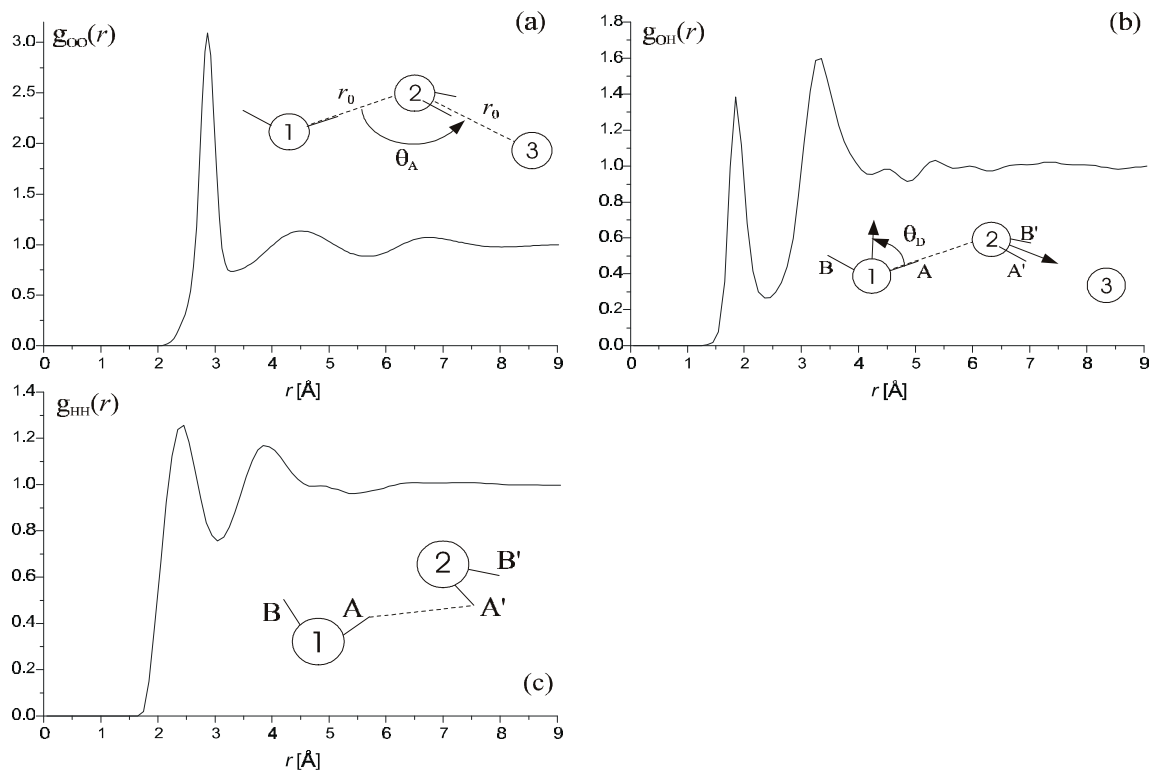 (a)
g_OO(r)
3.0
2.5
2.0
1.5
1.0
0.5
0.0
r₀
r₀
θ_A
1
2
3
0 1 2 3 4 5 6 7 8 9
r [Å]
(b)
g_OH(r)
1.8
1.6
1.4
1.2
1.0
0.8
0.6
0.4
0.2
0.0
θ_D
B
1
A
2
B'
A'
3
0 1 2 3 4 5 6 7 8 9
r [Å]
g_HH(r)
1.4
1.2
1.0
0.8
0.6
0.4
0.2
0.0
B
1
A
2
B'
A'
(c)
0 1 2 3 4 5 6 7 8 9
r [Å]